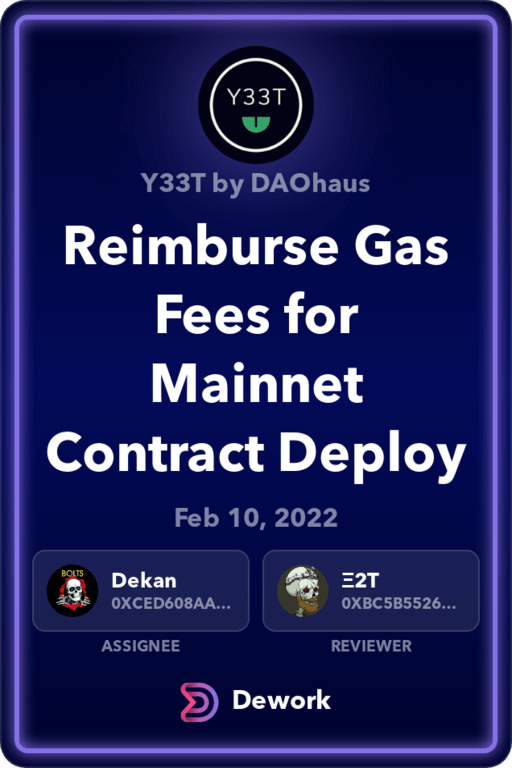 Y33T
Y33T by DAOhaus
Reimburse Gas
Fees for
Mainnet
Contract Deploy
Feb 10, 2022
BOLTS
Dekan
0XCED608AA...
Ξ2T
0XBC5B5526...
ASSIGNEE
REVIEWER
Dework